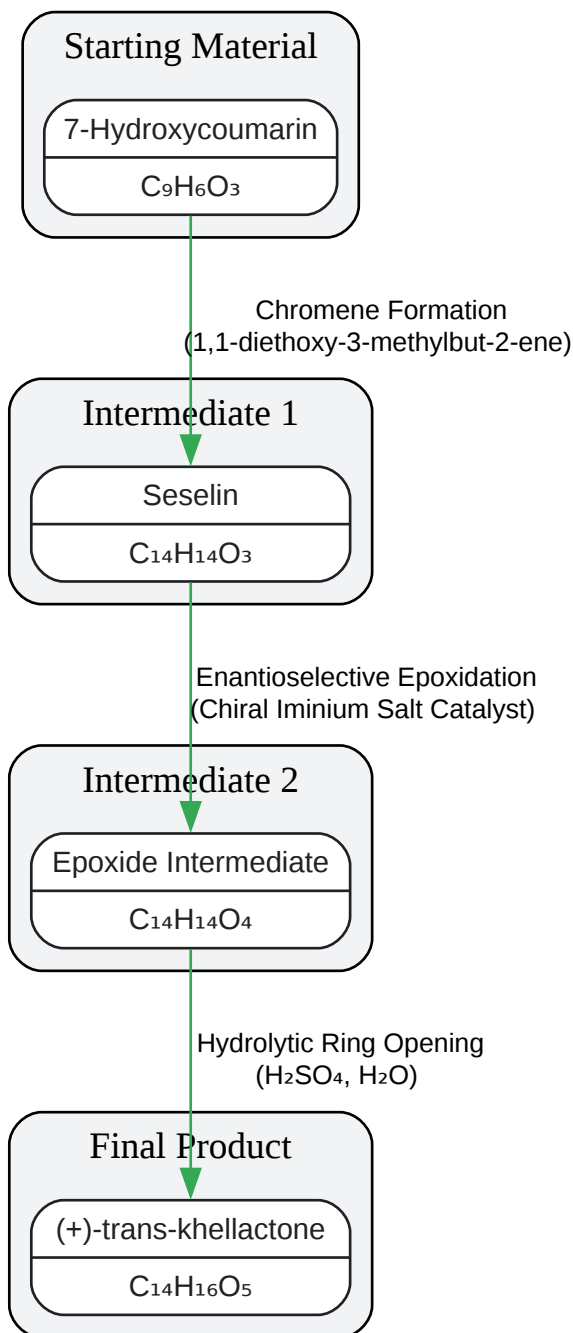 Starting Material
7-Hydroxycoumarin
C₉H₆O₃
Chromene Formation
(1,1-diethoxy-3-methylbut-2-ene)
Intermediate 1
Seselin
C₁₄H₁₄O₃
Enantioselective Epoxidation
(Chiral Iminium Salt Catalyst)
Intermediate 2
Epoxide Intermediate
C₁₄H₁₄O₄
Hydrolytic Ring Opening
(H₂SO₄, H₂O)
Final Product
(+)-trans-khellactone
C₁₄H₁₆O₅